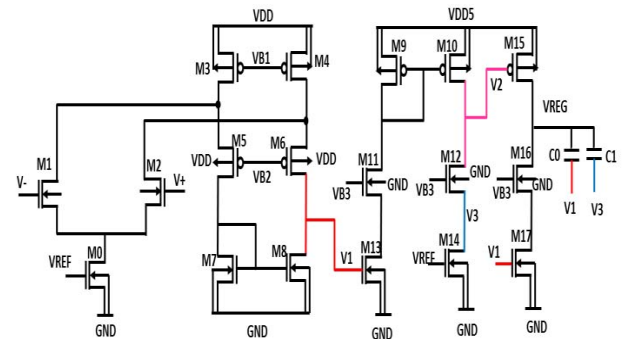 VDD
VDD5
M3
VB1
M4
M9
M10
M15
V2
VREG
M1
M2
M5
M6
VDD
VDD
VB2
M11
M12
GND
M16
C0
C1
V-
V+
VB3
GND
VB3
VB3
GND
V1
V3
M0
V3
VREF
M7
M8
V1
M13
M14
VREF
V1
M17
GND
GND
GND
GND
GND